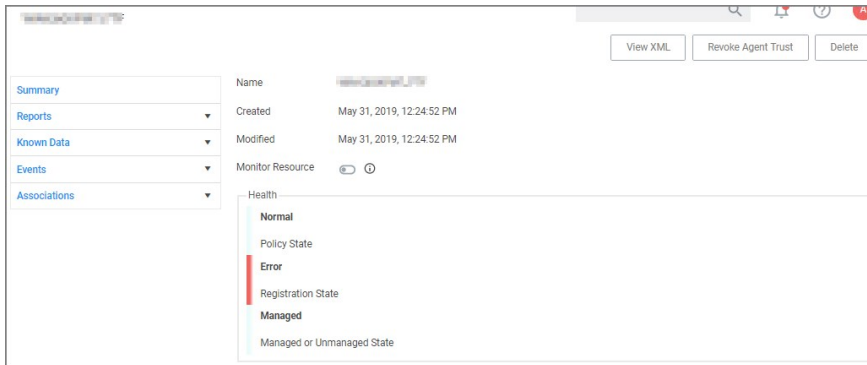 View XML
Revoke Agent Trust
Delete
Summary
Reports
Known Data
Events
Associations
Name
Created May 31, 2019, 12:24:52 PM
Modified May 31, 2019, 12:24:52 PM
Monitor Resource
Health
Normal
Policy State
Error
Registration State
Managed
Managed or Unmanaged State